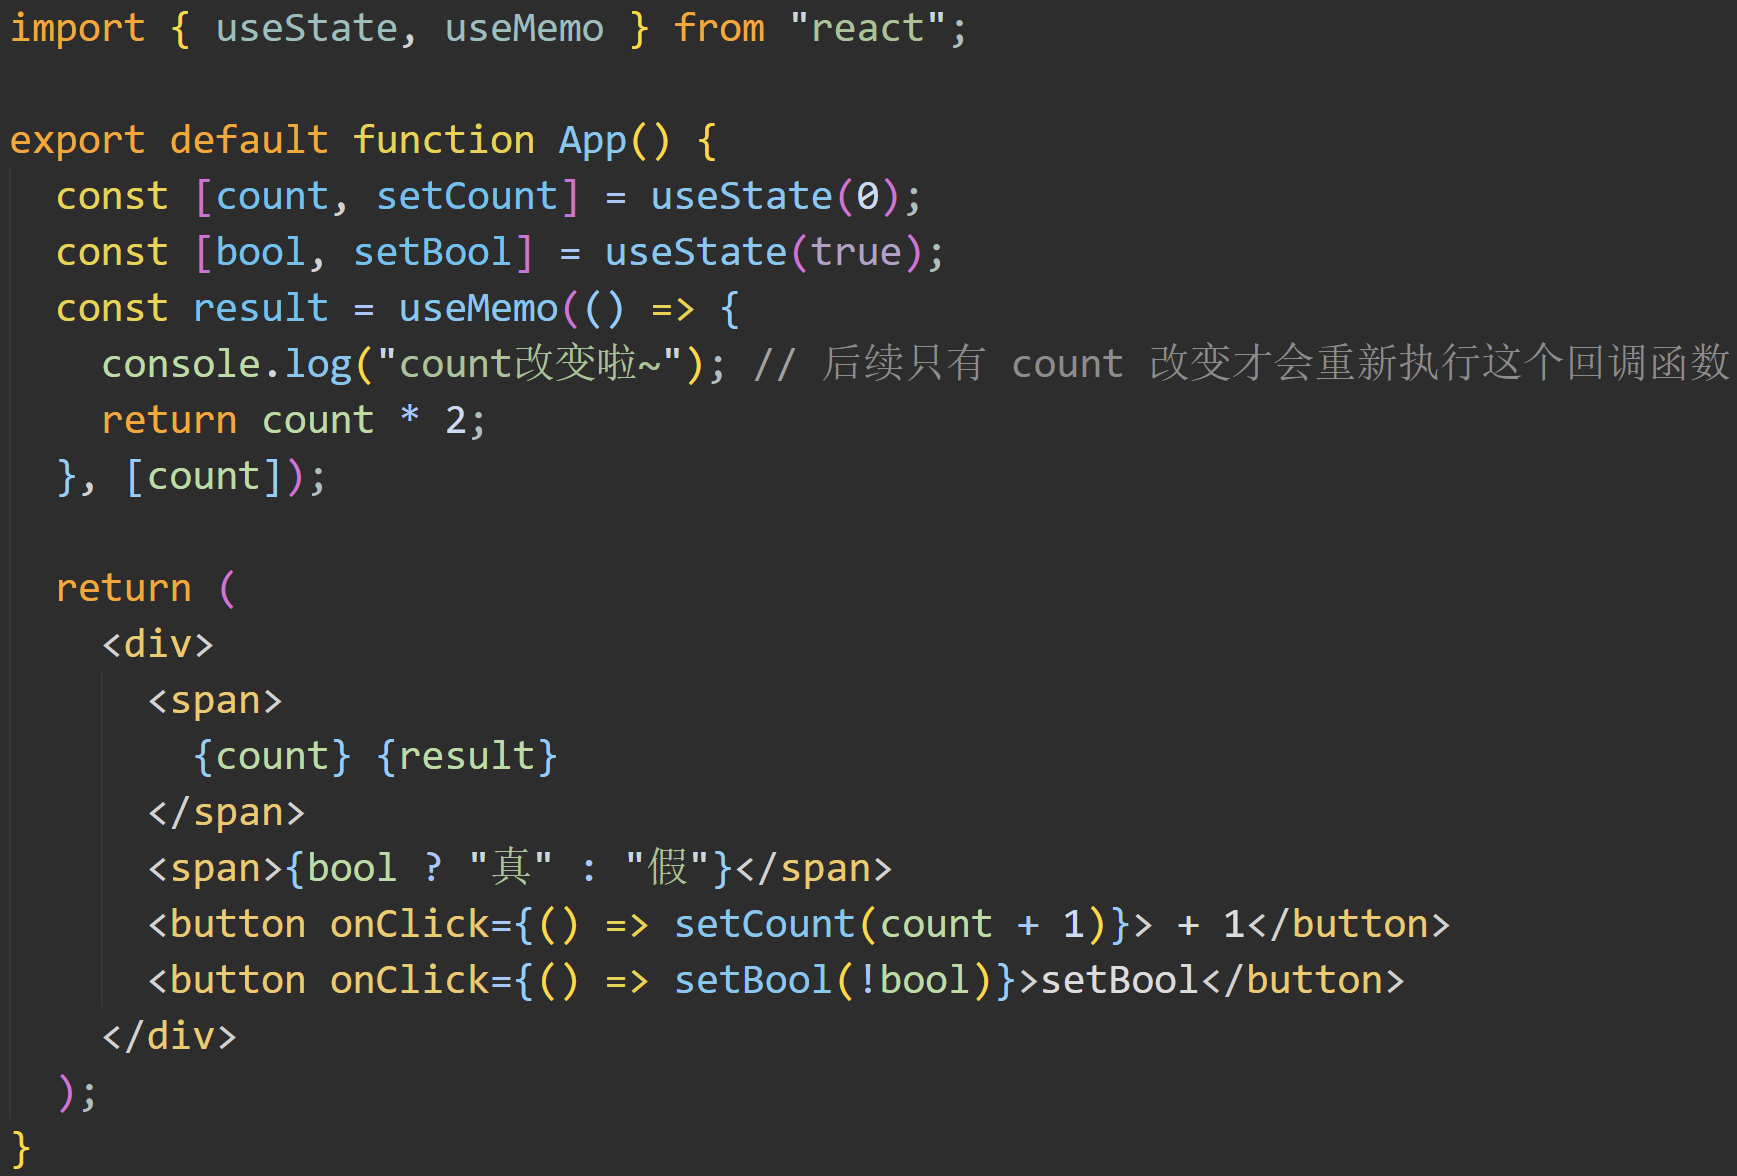 import { useState, useMemo } from "react";
export default function App() {
  const [count, setCount] = useState(0);
  const [bool, setBool] = useState(true);
  const result = useMemo(() => {
    console.log("count改变啦~"); // 后续只有 count 改变才会重新执行这个回调函数
    return count * 2;
  }, [count]);
  return (
    <div>
      <span>
        {count} {result}
      </span>
      <span>{bool ? "真" : "假"}</span>
      <button onClick={() => setCount(count + 1)}> + 1</button>
      <button onClick={() => setBool(!bool)}>setBool</button>
    </div>
  );
}